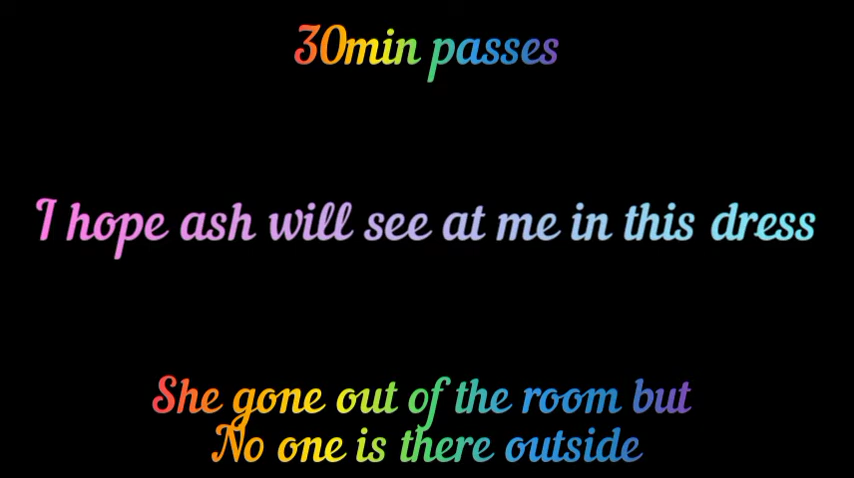 30min passes
I hope ash will see at me in this dress
She gone out of the room but
No one is there outside